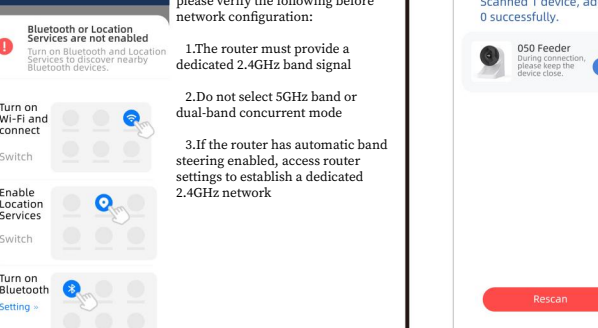 Bluetooth or Location
Services are not enabled
Turn on Bluetooth and Location
Services to discover nearby
Bluetooth devices.
Turn on
Wi-Fi and
connect
Switch
Enable
Location
Services
Switch
Turn on
Bluetooth
Setting »
please verify the following before
network configuration:
1.The router must provide a
dedicated 2.4GHz band signal
2.Do not select 5GHz band or
dual-band concurrent mode
3.If the router has automatic band
steering enabled, access router
settings to establish a dedicated
2.4GHz network
Scanned 1 device, ad
0 successfully.
050 Feeder
During connection,
please keep the
device close.
Rescan